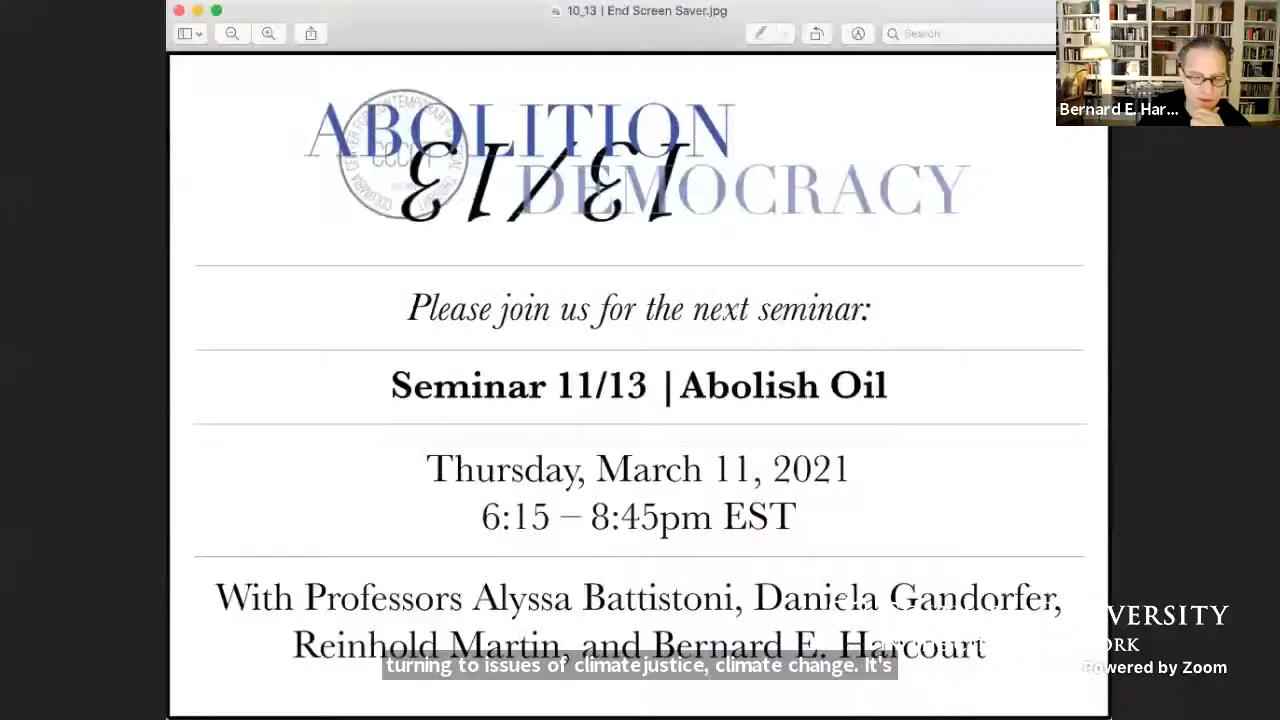 10_13 | End Screen Saver.jpg
Search
Bernard E. Har...
ABOLITION
DEMOCRACY
13/13
Please join us for the next seminar:
Seminar 11/13 | Abolish Oil
Thursday, March 11, 2021
6:15 – 8:45pm EST
With Professors Alyssa Battistoni, Daniela Gandorfer,
Reinhold Martin, and Bernard E. Harcourt
turning to issues of climate justice, climate change. It's
Powered by Zoom